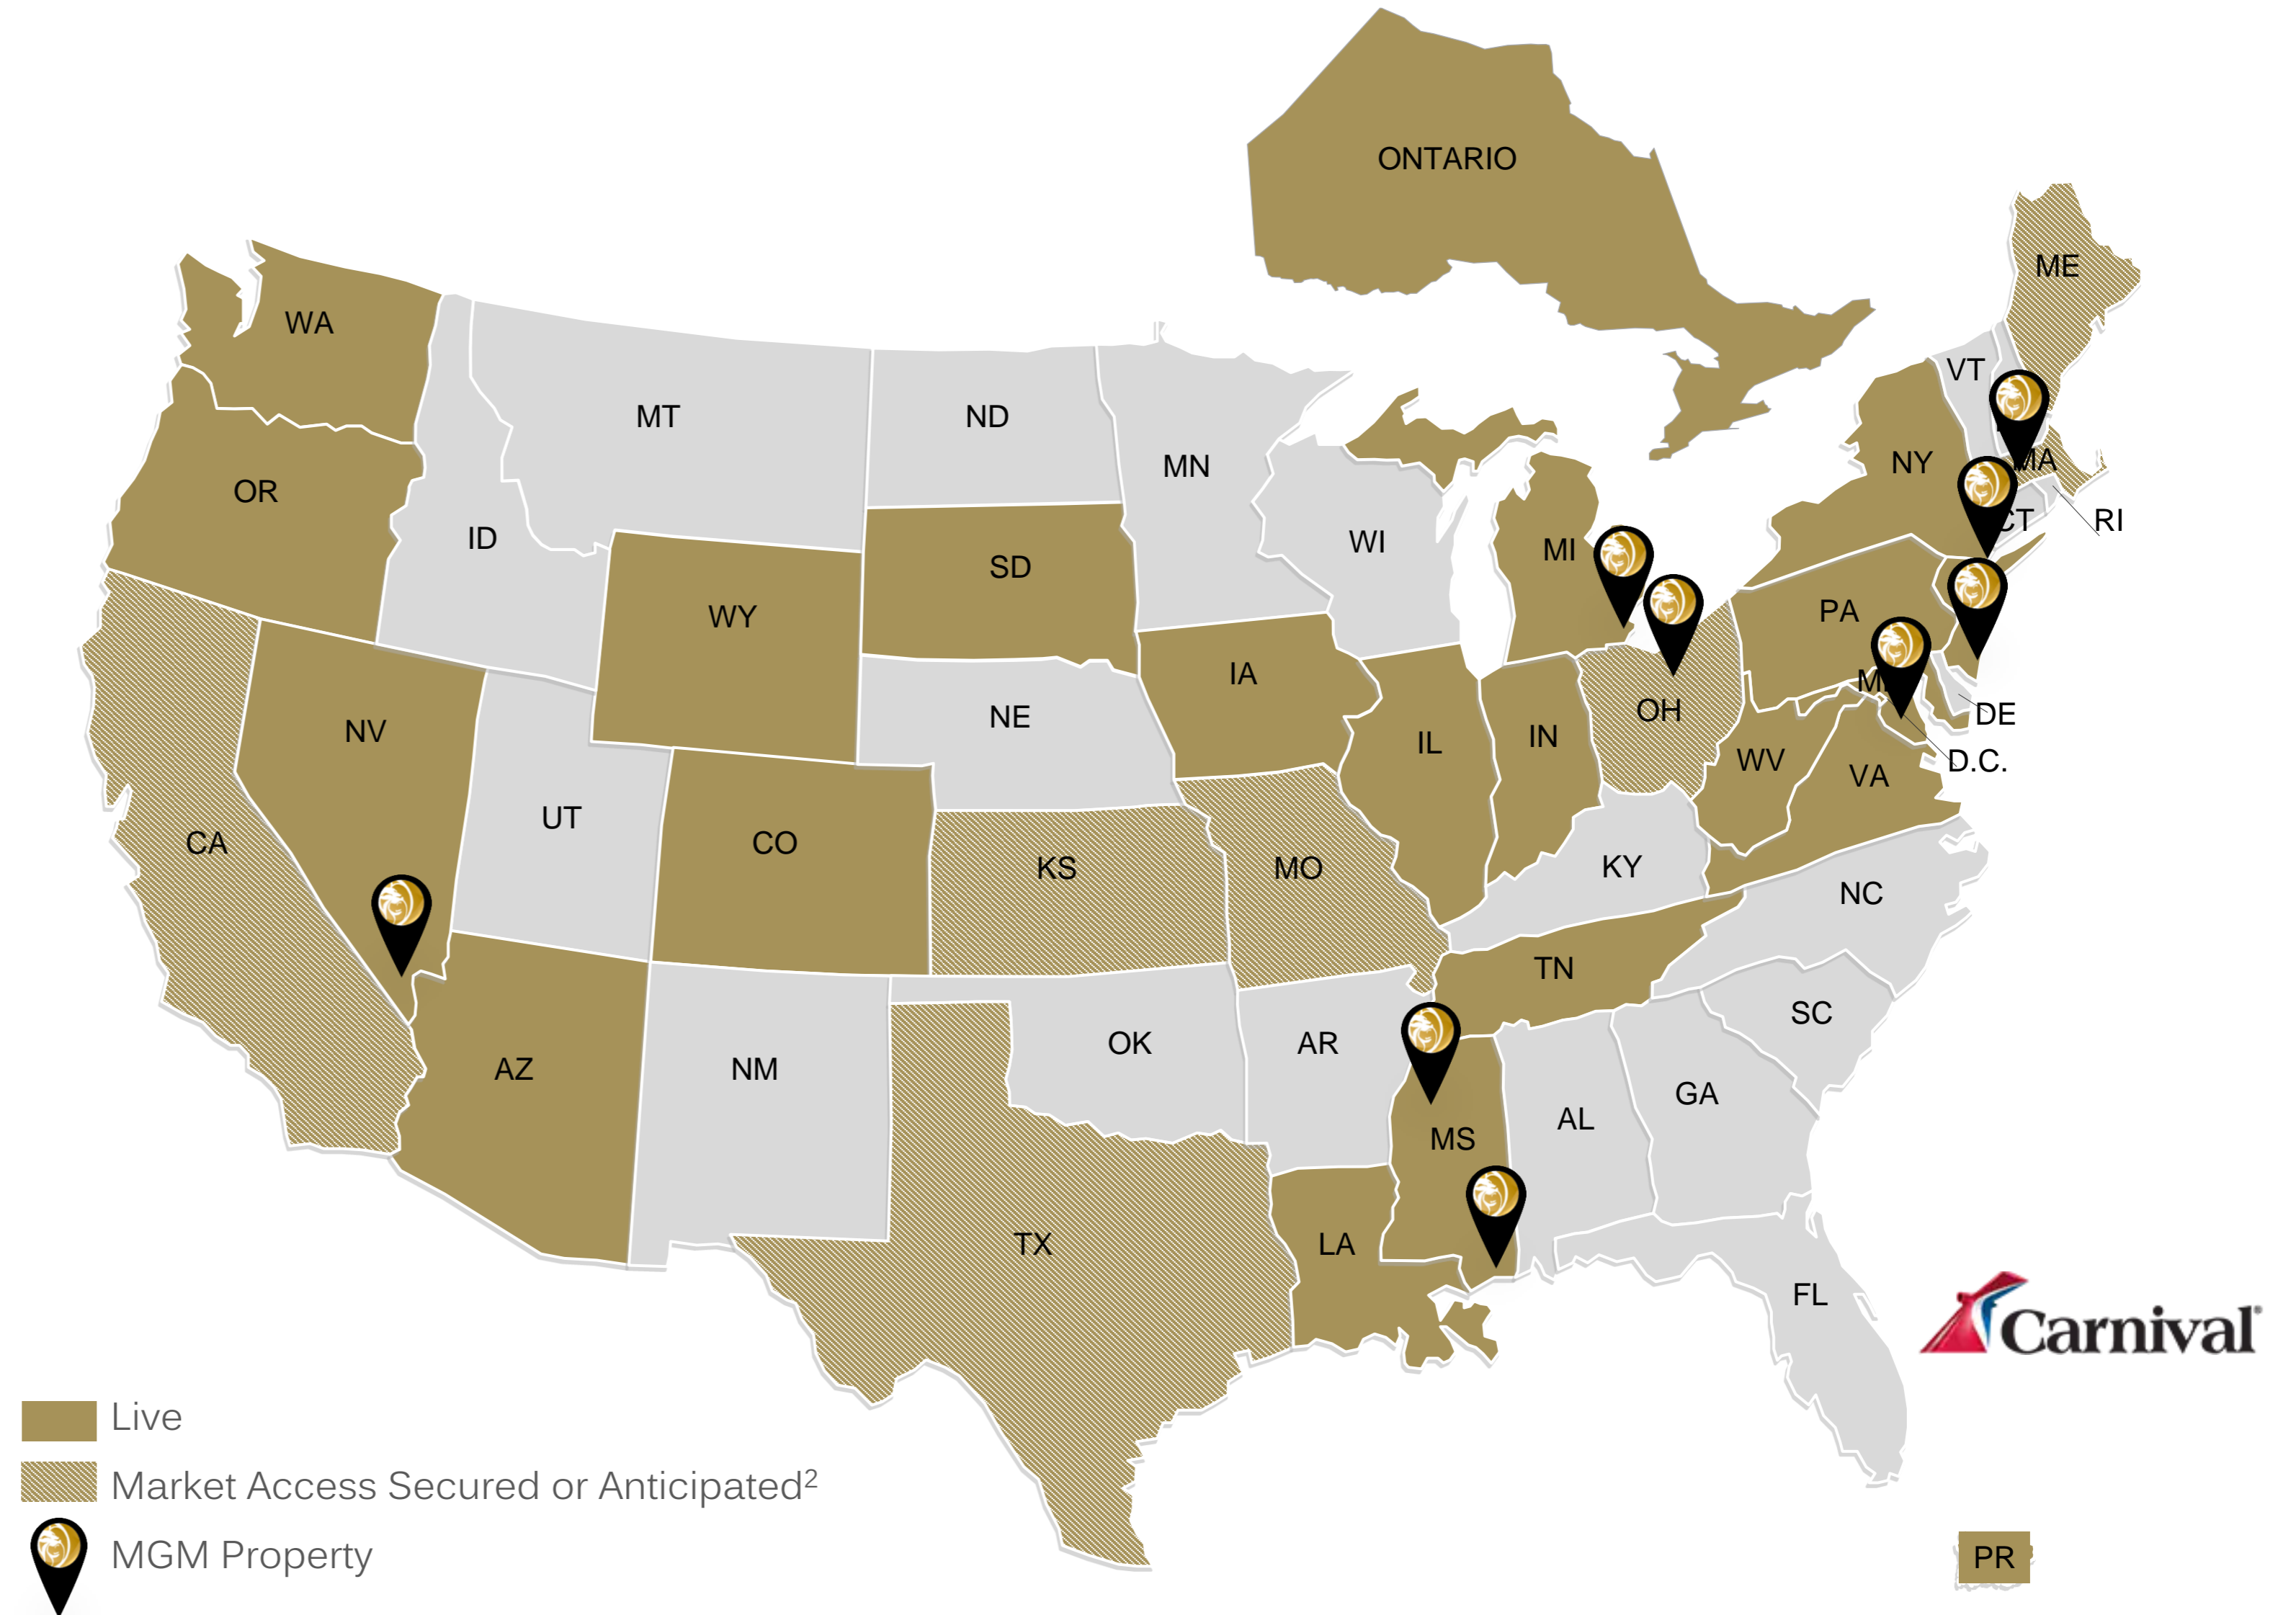 ONTARIO
ME
WA
VT
MT
ND
MN
NY
MA
OR
RI
CT
ID
WI
MI
SD
WY
PA
IA
NE
DE
OH
NV
IN
IL
WV
D.C.
VA
UT
CO
CA
KS
MO
KY
NC
TN
SC
OK
AR
AZ
NM
GA
AL
MS
TX
LA
FL
Carnival®
Live
Market Access Secured or Anticipated²
MGM Property
PR